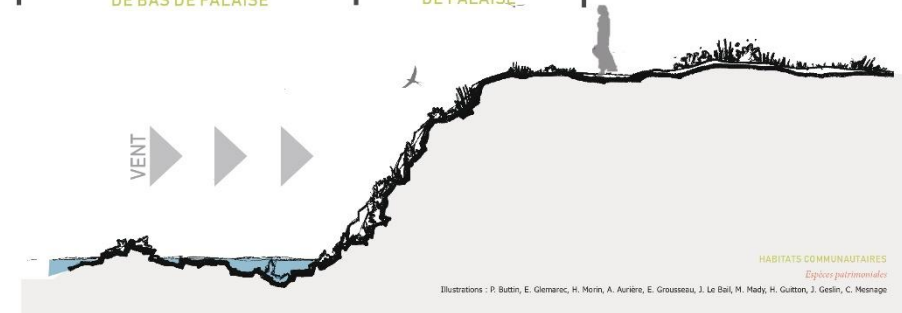 DE BAS DE FALAISE
DE FALAISE
VENT
HABITATS COMMUNAUTAIRES
Espèces patrimoniales
Illustrations : P. Buttin, E. Glemarec, H. Morin, A. Aurière, E. Grousseau, J. Le Bail, M. Mady, H. Guitton, J. Geslin, C. Mesnage